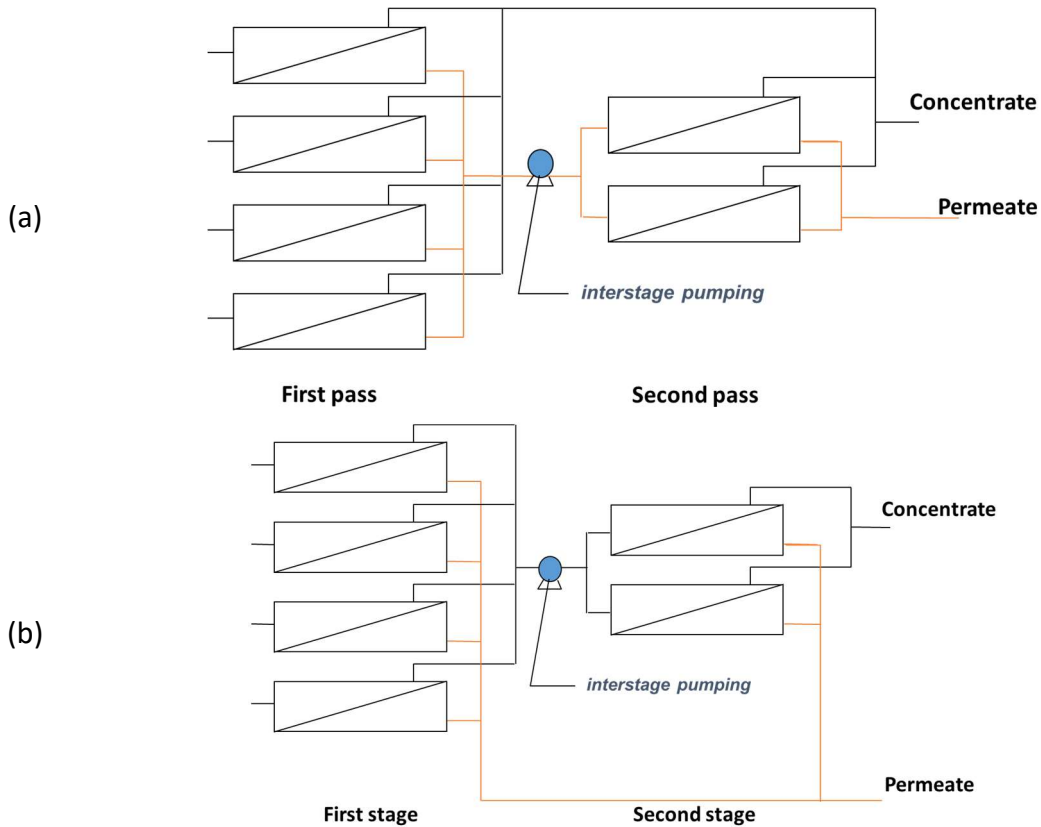 (a)
Concentrate
Permeate
interstage pumping
First pass
Second pass
(b)
Concentrate
interstage pumping
Permeate
First stage
Second stage